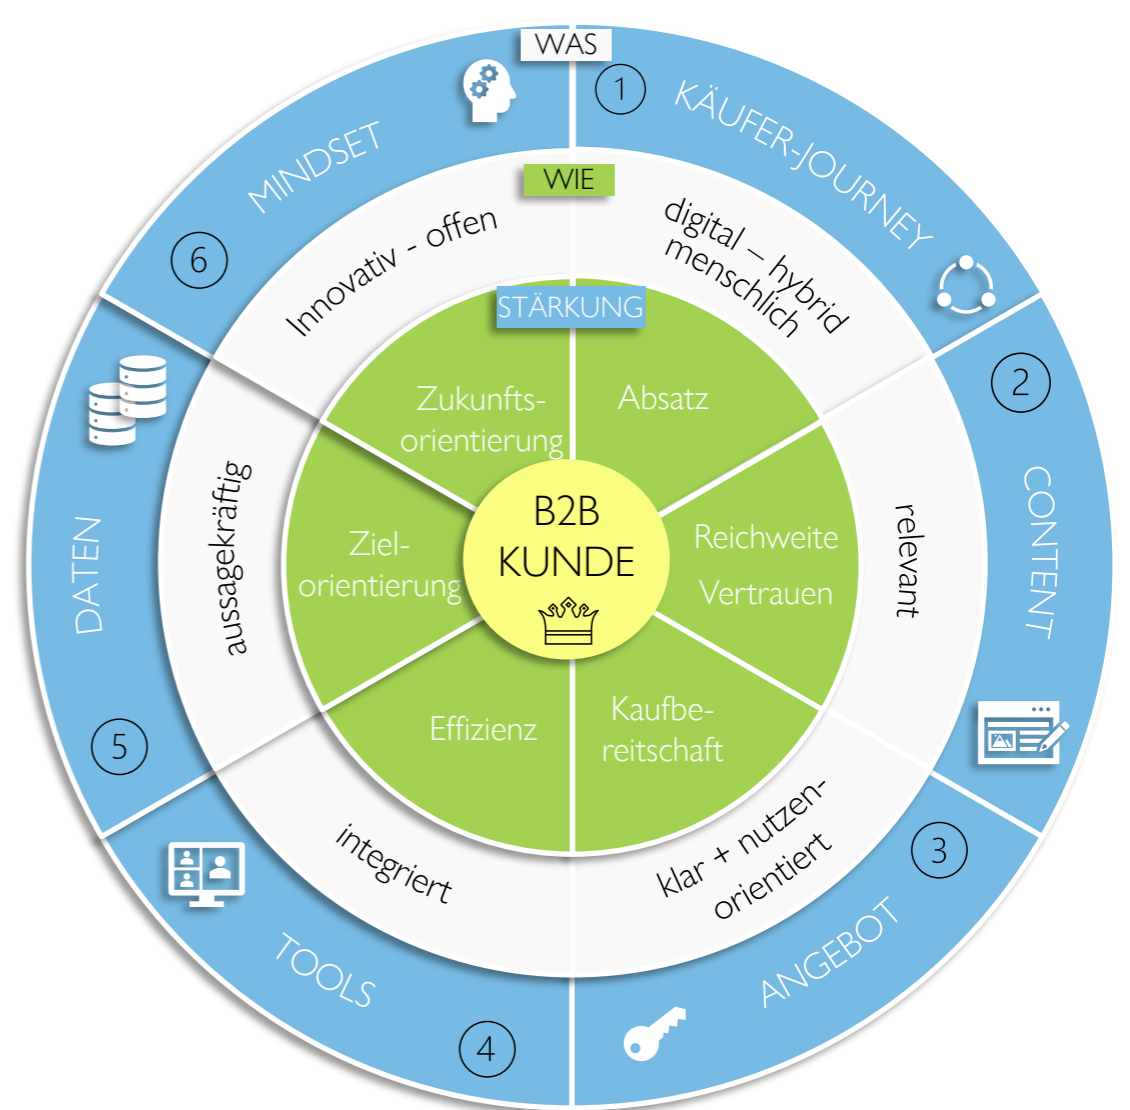 WAS
1
KÄUFER-JOURNEY
WIE
digital – hybrid
menschlich
STÄRKUNG
Absatz
2
CONTENT
relevant
Reichweite
Vertrauen
3
ANGEBOT
klar + nutzen-
orientiert
Kaufbe-
reitschaft
4
TOOLS
integriert
Effizienz
5
DATEN
aussagekräftig
Ziel-
orientierung
6
MINDSET
Innovativ - offen
Zukunfts-
orientierung
B2B
KUNDE